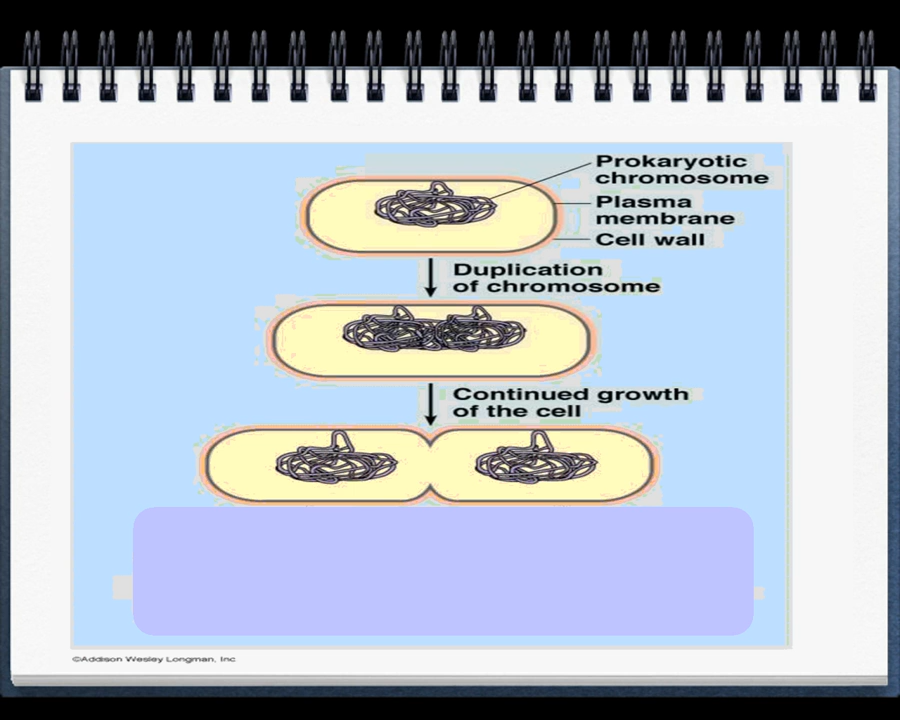 Prokaryotic
chromosome
Plasma
membrane
Cell wall
Duplication
of chromosome
Continued growth
of the cell
©Addison Wesley Longman, Inc